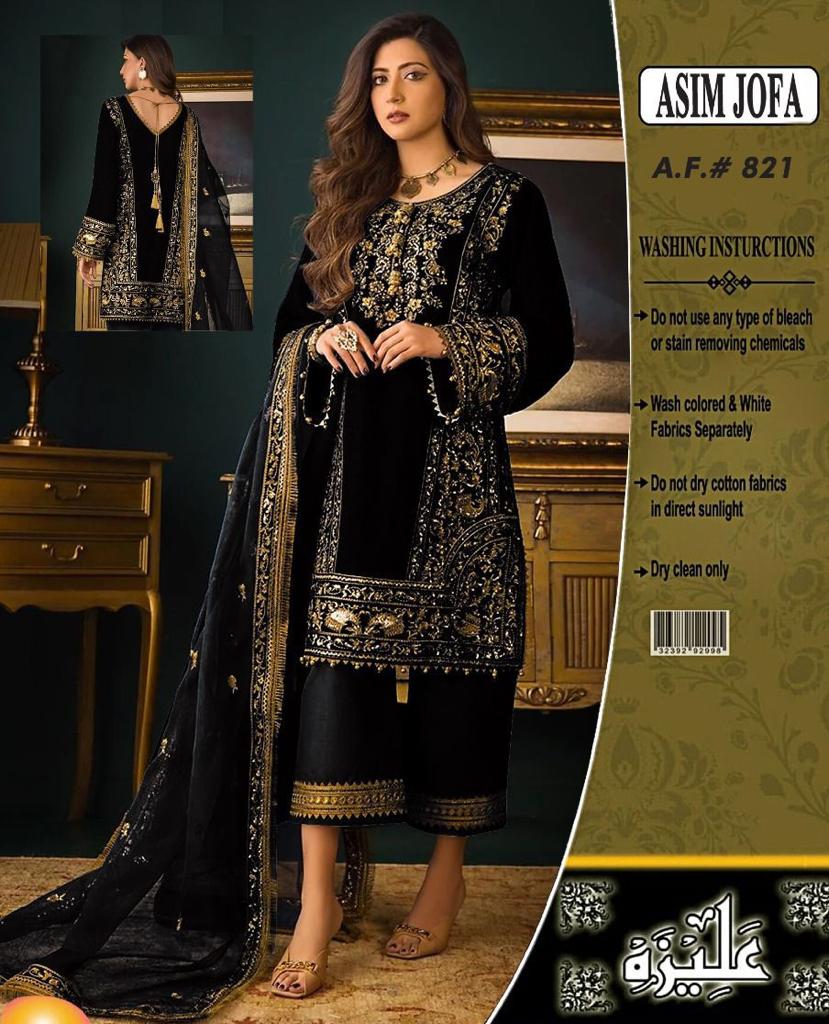 ASIM JOFA
A.F.# 821
WASHING INSTURCTIONS
Do not use any type of bleach
or stain removing chemicals
Wash colored & White
Fabrics Separately
Do not dry cotton fabrics
in direct sunlight
Dry clean only
32392 92998
عَلِيزَهْ